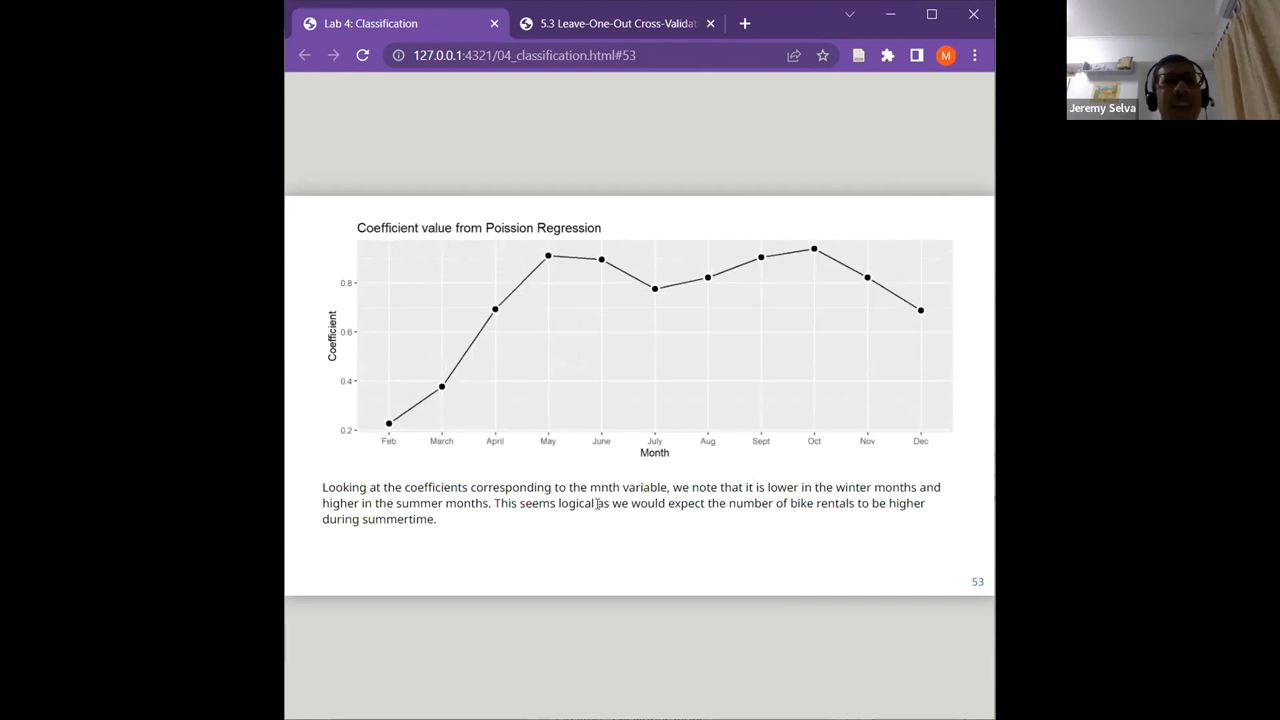 Lab 4: Classification
5.3 Leave-One-Out Cross-Validat
127.0.0.1:4321/04_classification.html#53
M
Jeremy Selva
Coefficient value from Poission Regression
Coefficient
0.8
0.6
0.4
0.2
Feb March April May June July Aug Sept Oct Nov Dec
Month
Looking at the coefficients corresponding to the mnth variable, we note that it is lower in the winter months and
higher in the summer months. This seems logical as we would expect the number of bike rentals to be higher
during summertime.
53